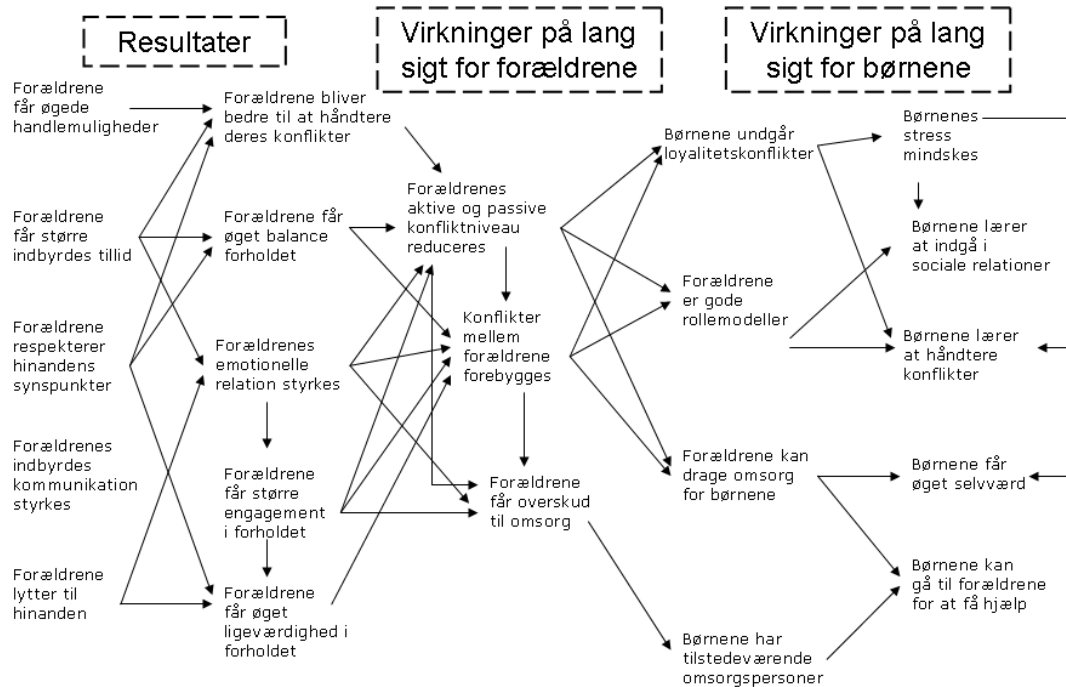 Resultater
Virkninger på lang
sigt for forældrene
Virkninger på lang
sigt for børnene
Forældrene
får øgede
handlemuligheder
Forældrene
får større
indbyrdes tillid
Forældrene
respekterer
hinandens
synspunkter
Forældrenes
indbyrdes
kommunikation
styrkes
Forældrene
lytter til
hinanden
Forældrene bliver
bedre til at håndtere
deres konflikter
Forældrene får
øget balance
forholdet
Forældrenes
emotionelle
relation styrkes
Forældrene
får større
engagement
i forholdet
Forældrene
får øget
ligeværdighed i
forholdet
Forældrenes
aktive og passive
konfliktniveau
reduceres
Konflikter
mellem
forældrene
forebygges
Forældrene
får overskud
til omsorg
Børnene undgår
loyalitetskonflikter
Forældrene
er gode
rollemodeller
Forældrene kan
drage omsorg
for børnene
Børnene har
tilstedeværende
omsorgspersoner
Børnenes
stress
mindskes
Børnene lærer
at indgå i
sociale relationer
Børnene lærer
at håndtere
konflikter
Børnene får
øget selvværd
Børnene kan
gå til forældrene
for at få hjælp